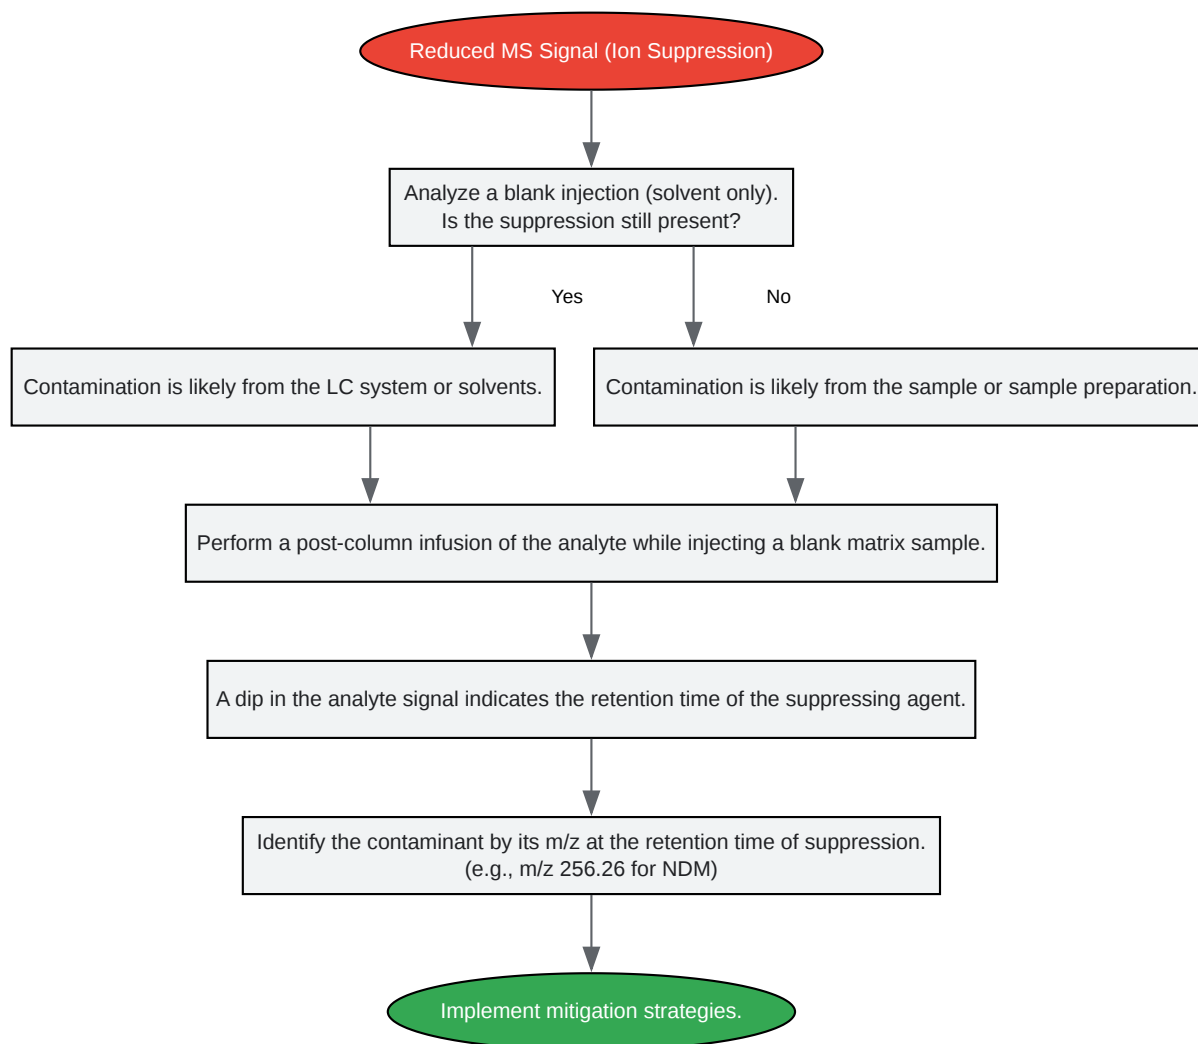 Reduced MS Signal (Ion Suppression)
Analyze a blank injection (solvent only).
Is the suppression still present?
Yes
No
Contamination is likely from the LC system or solvents.
Contamination is likely from the sample or sample preparation.
Perform a post-column infusion of the analyte while injecting a blank matrix sample.
A dip in the analyte signal indicates the retention time of the suppressing agent.
Identify the contaminant by its m/z at the retention time of suppression.
(e.g., m/z 256.26 for NDM)
Implement mitigation strategies.